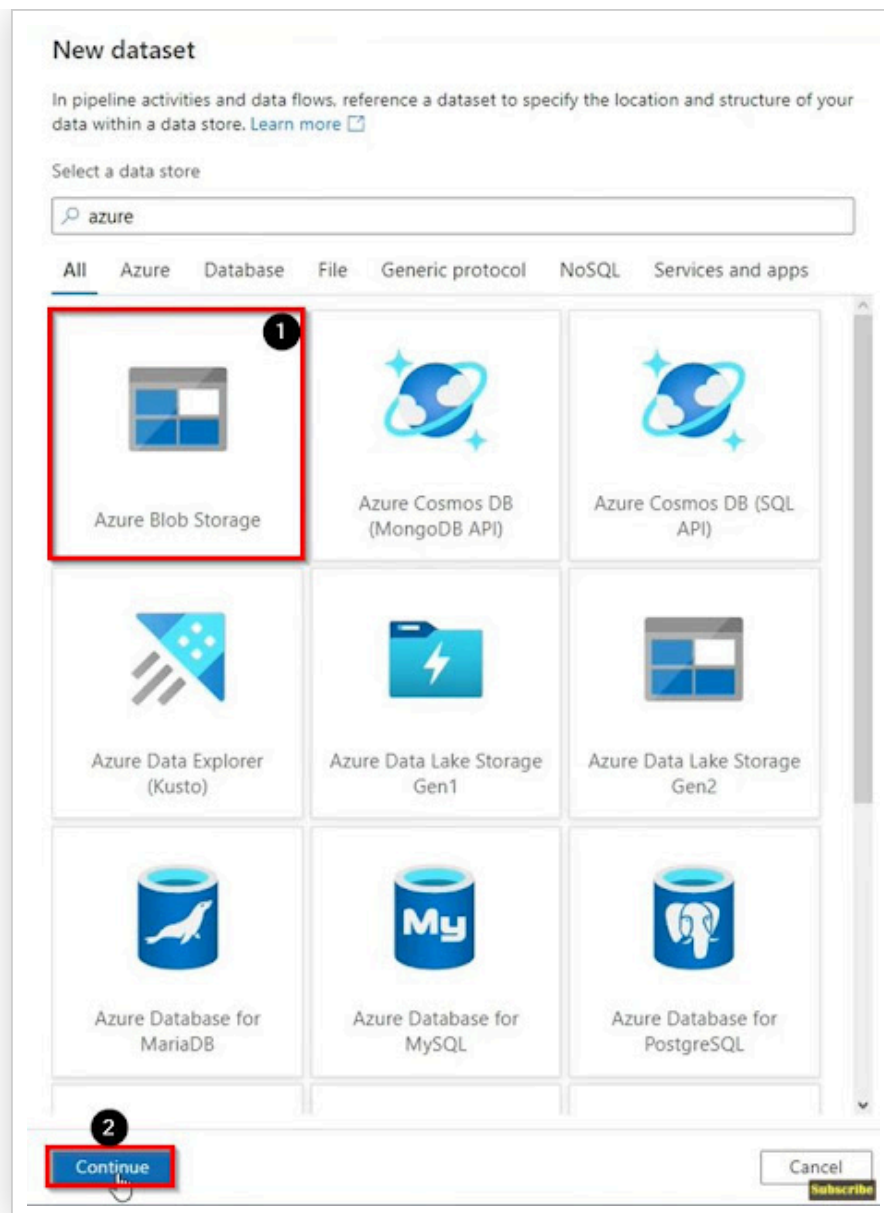 New dataset
In pipeline activities and data flows, reference a dataset to specify the location and structure of your
data within a data store. Learn more
Select a data store
azure
All Azure Database File Generic protocol NoSQL Services and apps
1
Azure Blob Storage
Azure Cosmos DB
(MongoDB API)
Azure Cosmos DB (SQL
API)
Azure Data Explorer
(Kusto)
Azure Data Lake Storage
Gen1
Azure Data Lake Storage
Gen2
Azure Database for
MariaDB
My
Azure Database for
MySQL
Azure Database for
PostgreSQL
2
Continue
Cancel
Subscribe